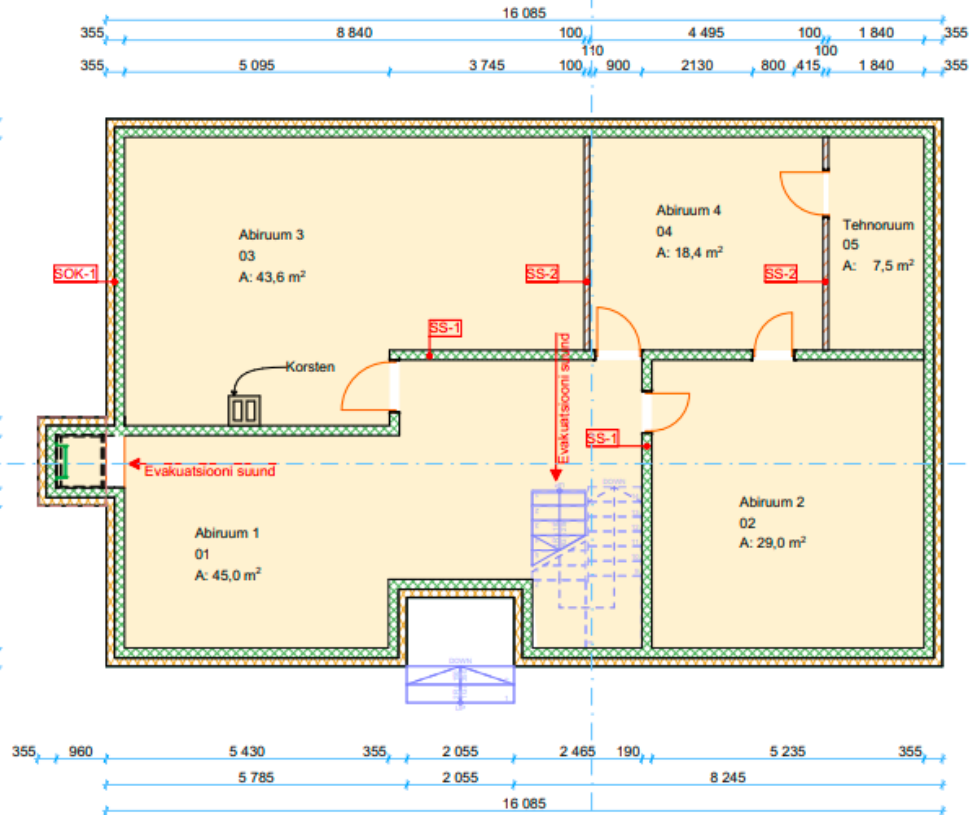 16 085
355 8 840 100 4 495 100 1 840 355
110 100
355 5 095 3 745 100 900 2130 800 415 1 840 355
Abiruum 3
03
A: 43,6 m²
Abiruum 4
04
A: 18,4 m²
Tehnoruum
05
A: 7,5 m²
SOK-1
SS-2
SS-2
SS-1
Korsten
Evakuatsiooni suund
SS-1
Evakuatsiooni suund
Abiruum 1
01
A: 45,0 m²
Abiruum 2
02
A: 29,0 m²
DOWN
DOWN
UP
355 960 5 430 355 2 055 2 465 190 5 235 355
5 785 2 055 8 245
16 085